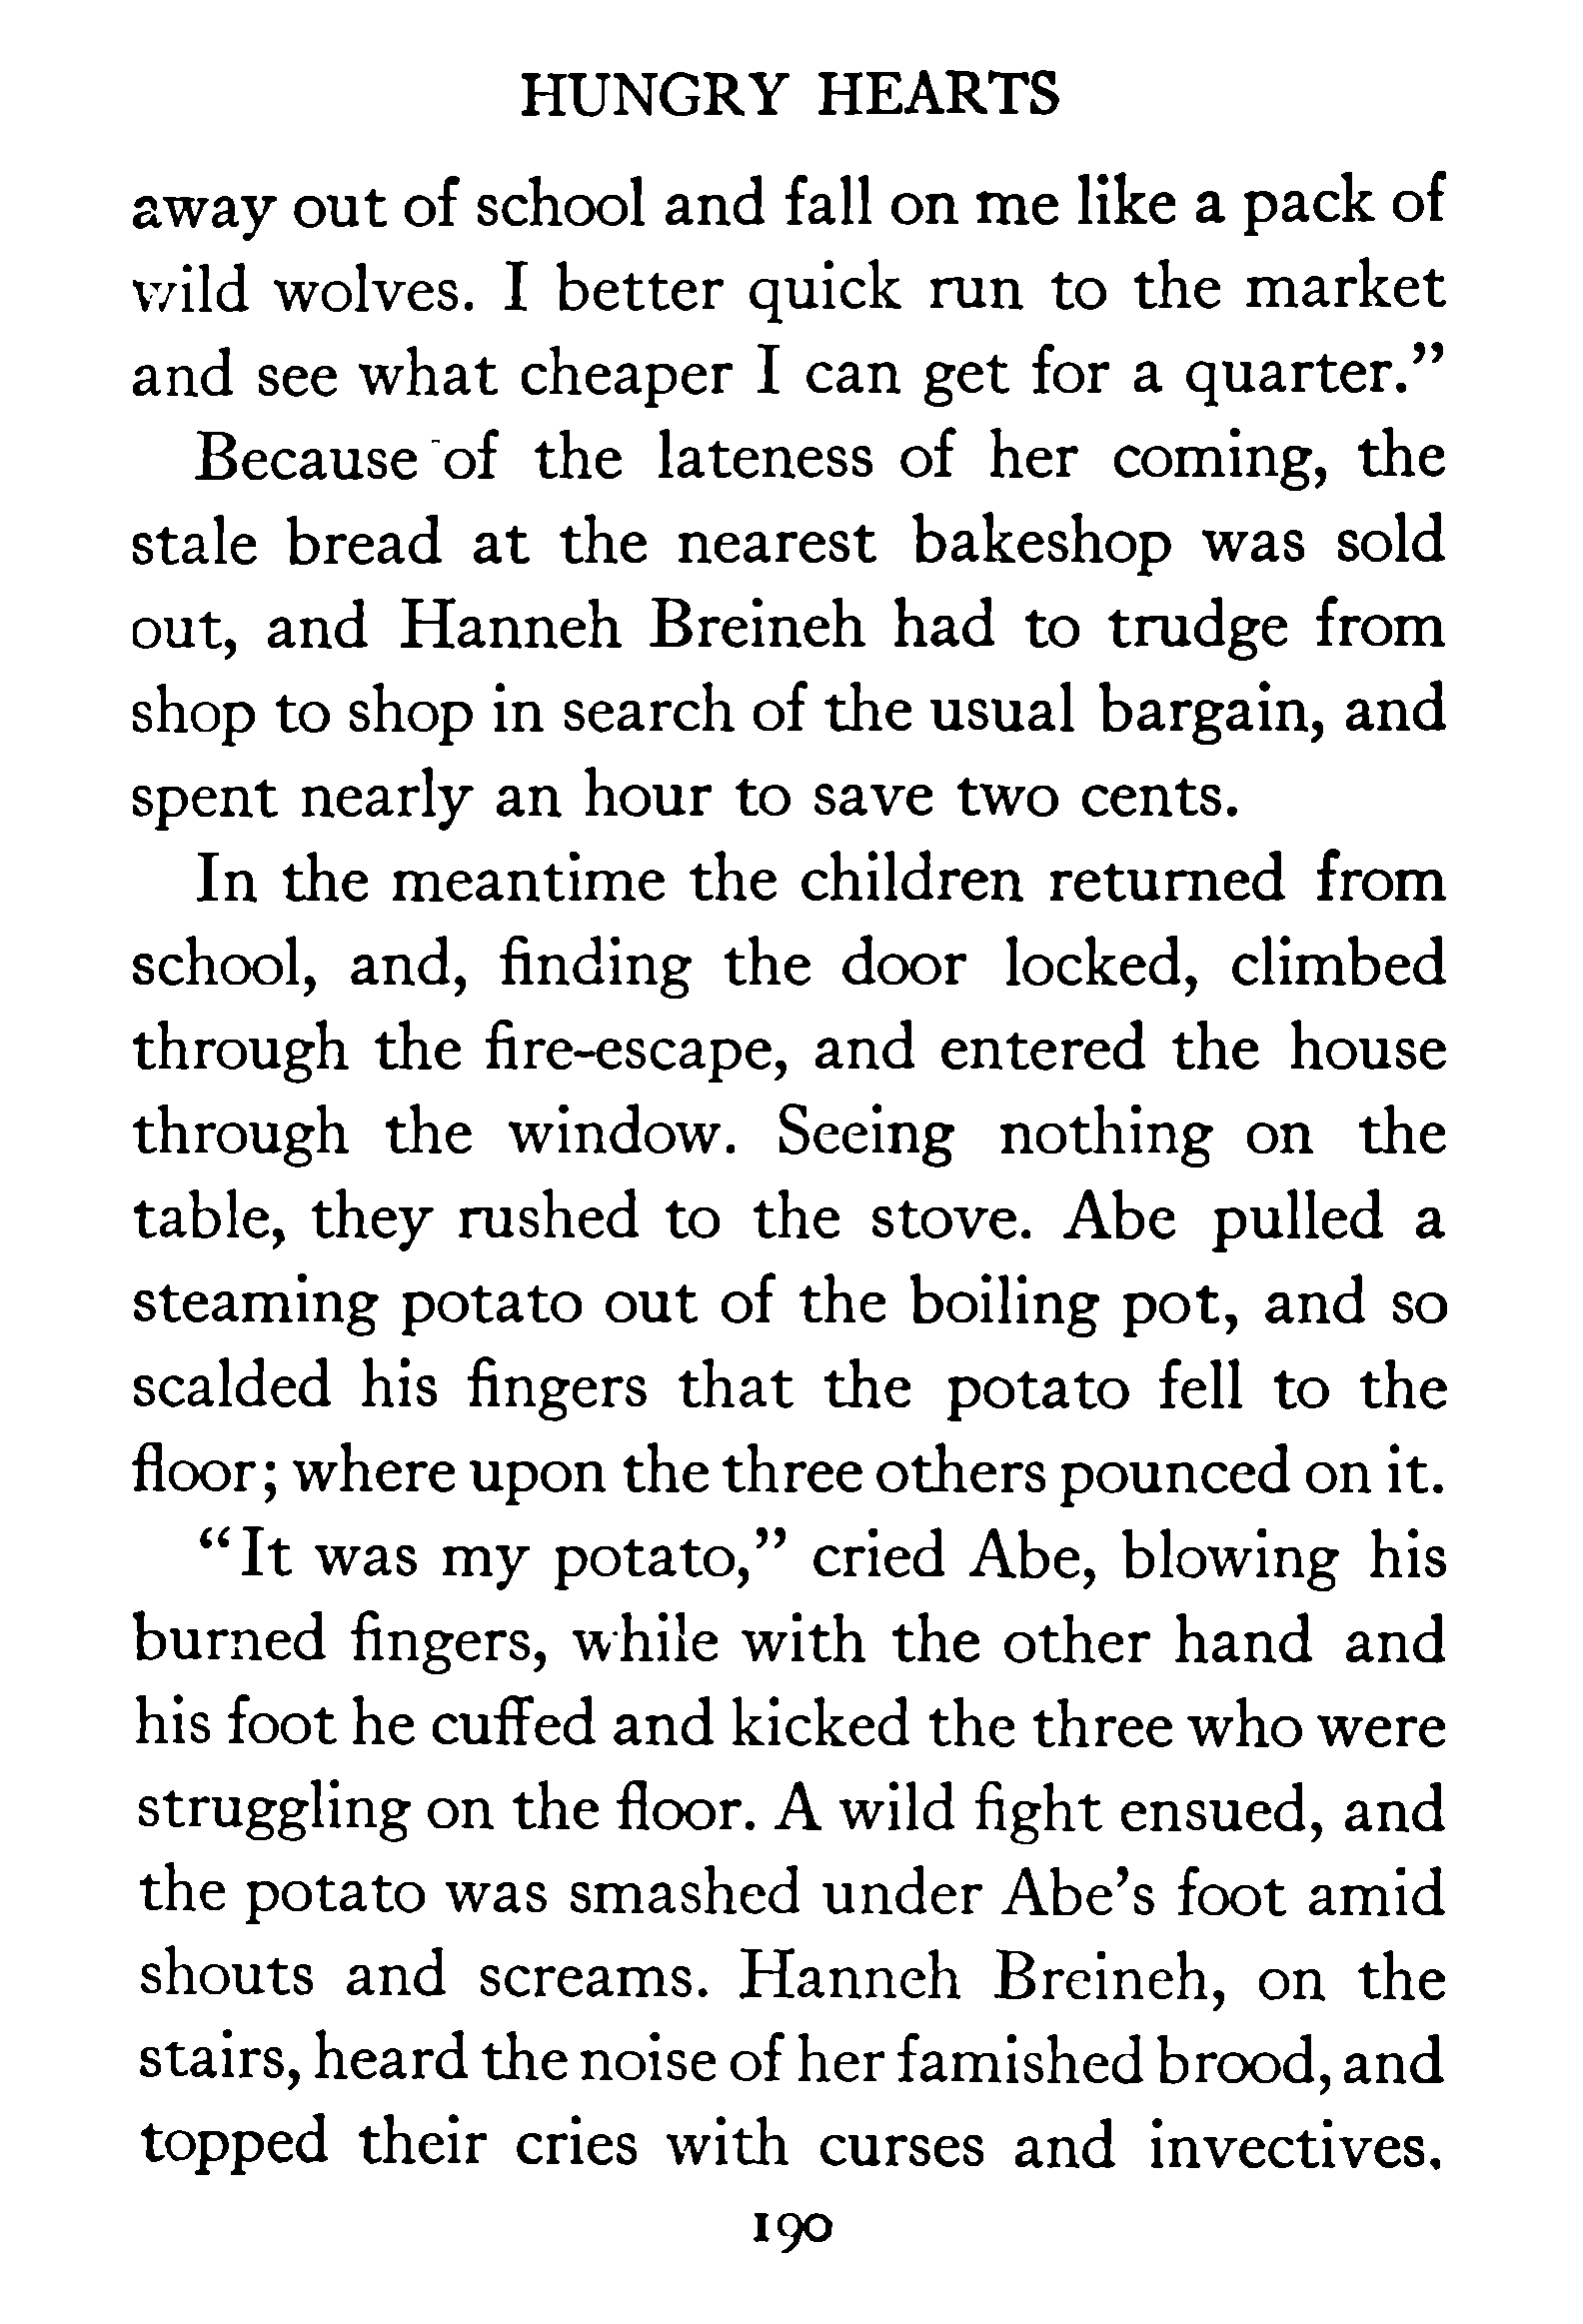 HUNGRY HEARTS
away out of school and fall on me like a pack of
wild wolves. I better quick run to the market
and see what cheaper I can get for a quarter.”
Because of the lateness of her coming, the
stale bread at the nearest bakeshop was sold
out, and Hanneh Breineh had to trudge from
shop to shop in search of the usual bargain, and
spent nearly an hour to save two cents.
In the meantime the children returned from
school, and, finding the door locked, climbed
through the fire-escape, and entered the house
through the window. Seeing nothing on the
table, they rushed to the stove. Abe pulled a
steaming potato out of the boiling pot, and so
scalded his fingers that the potato fell to the
floor; where upon the three others pounced on it.
“It was my potato,” cried Abe, blowing his
burned fingers, while with the other hand and
his foot he cuffed and kicked the three who were
struggling on the floor. A wild fight ensued, and
the potato was smashed under Abe’s foot amid
shouts and screams. Hanneh Breineh, on the
stairs, heard the noise of her famished brood, and
topped their cries with curses and invectives.
190